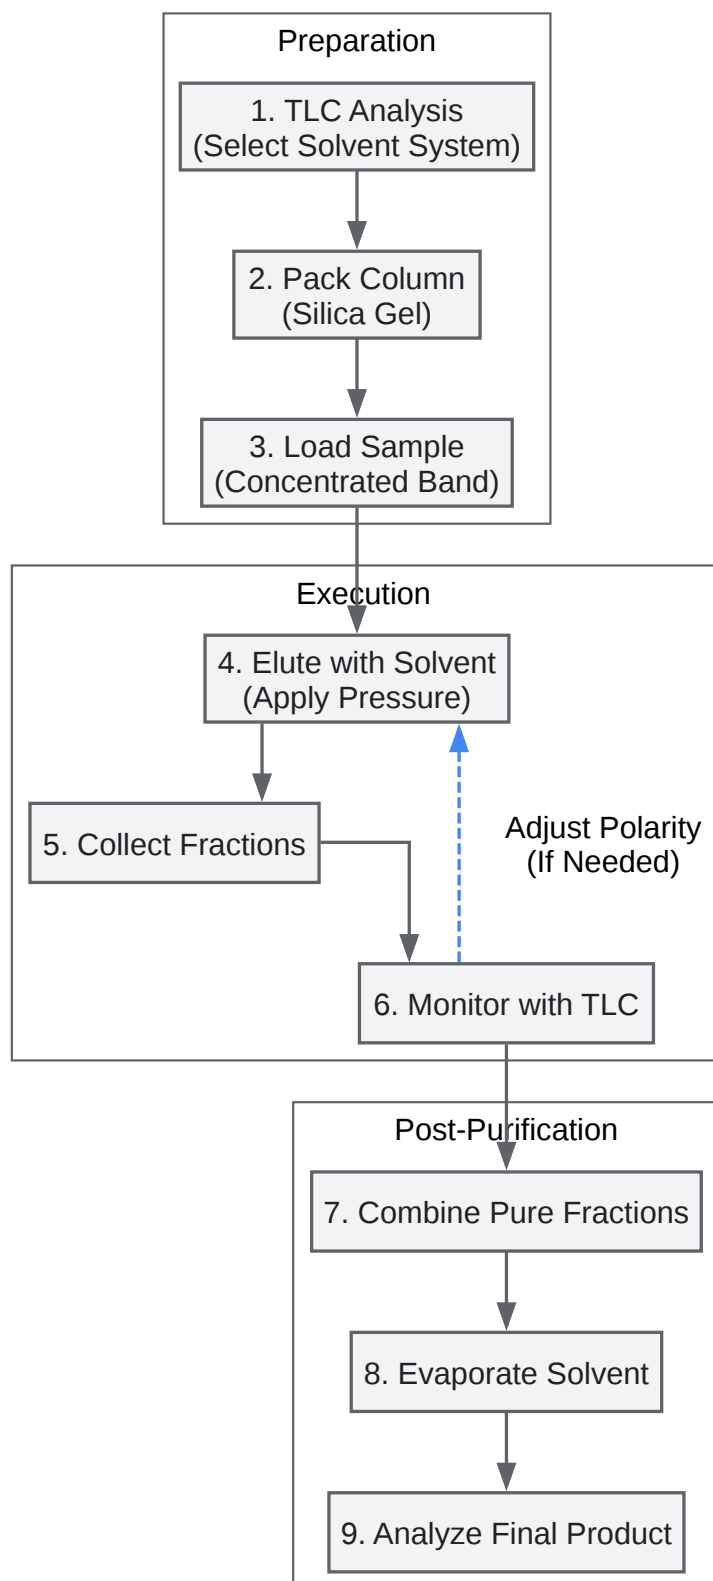 Preparation
1. TLC Analysis
(Select Solvent System)
2. Pack Column
(Silica Gel)
3. Load Sample
(Concentrated Band)
Execution
4. Elute with Solvent
(Apply Pressure)
5. Collect Fractions
Adjust Polarity
(If Needed)
6. Monitor with TLC
Post-Purification
7. Combine Pure Fractions
8. Evaporate Solvent
9. Analyze Final Product